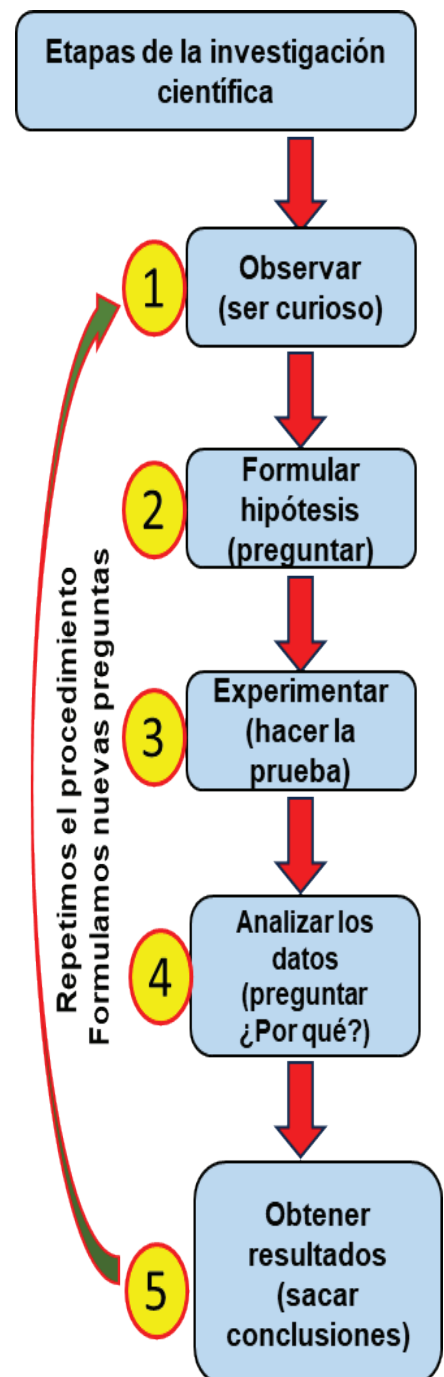 Etapas de la investigación
científica
1
Observar
(ser curioso)
2
Formular
hipótesis
(preguntar)
3
Experimentar
(hacer la
prueba)
4
Analizar los
datos
(preguntar
¿Por qué?)
5
Obtener
resultados
(sacar
conclusiones)
Repetimos el procedimiento
Formulamos nuevas preguntas